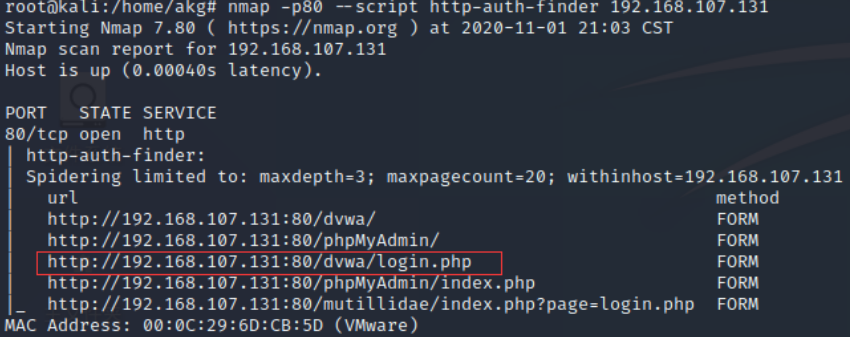 root@kali:/home/akg# nmap -p80 --script http-auth-finder 192.168.107.131
Starting Nmap 7.80 ( https://nmap.org ) at 2020-11-01 21:03 CST
Nmap scan report for 192.168.107.131
Host is up (0.00040s latency).

PORT   STATE SERVICE
80/tcp open  http
| http-auth-finder:
| Spidering limited to: maxdepth=3; maxpagecount=20; withinhost=192.168.107.131
|   url                                                         method
|   http://192.168.107.131:80/dvwa/                             FORM
|   http://192.168.107.131:80/phpMyAdmin/                       FORM
|   http://192.168.107.131:80/dvwa/login.php                    FORM
|   http://192.168.107.131:80/phpMyAdmin/index.php              FORM
|_  http://192.168.107.131:80/mutillidae/index.php?page=login.php  FORM
MAC Address: 00:0C:29:6D:CB:5D (VMware)